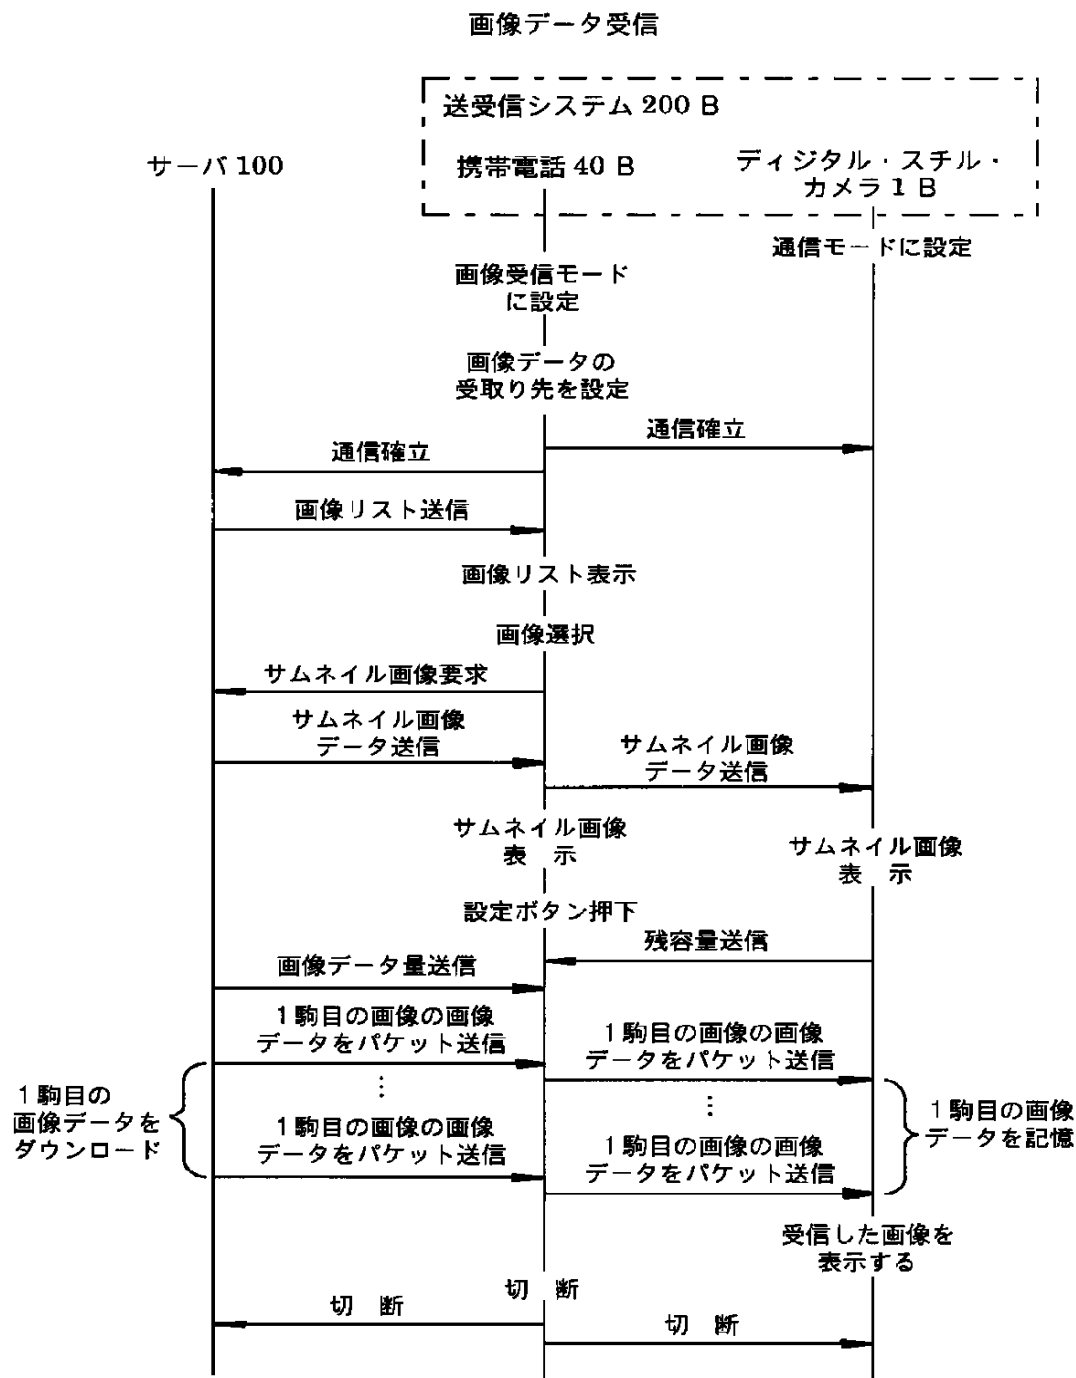 画像データ受信
送受信システム 200 B
サーバ 100
携帯電話 40 B
ディジタル・スチル・
カメラ 1 B
通信モードに設定
画像受信モード
に設定
画像データの
受取り先を設定
通信確立
通信確立
画像リスト送信
画像リスト表示
画像選択
サムネイル画像要求
サムネイル画像
データ送信
サムネイル画像
データ送信
サムネイル画像
表 示
サムネイル画像
表 示
設定ボタン押下
残容量送信
画像データ量送信
1駒目の画像の画像
データをパケット送信
1駒目の画像の画像
データをパケット送信
⋮
⋮
1駒目の
画像データを
ダウンロード
1駒目の画像
データを記憶
1駒目の画像の画像
データをパケット送信
1駒目の画像の画像
データをパケット送信
受信した画像を
表示する
切 断
切 断
切 断